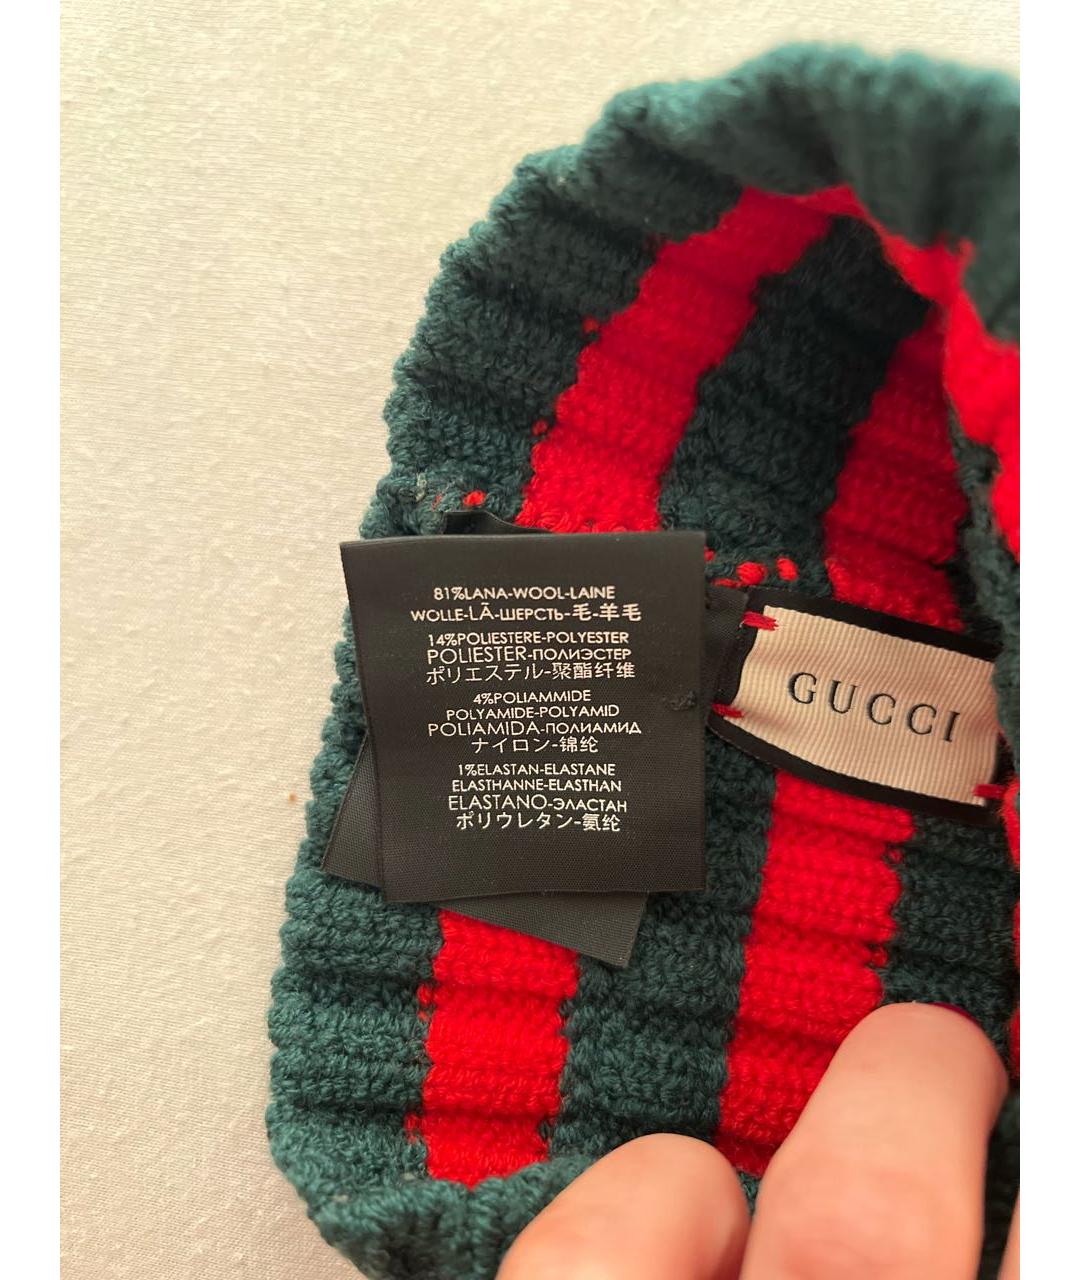 81%LANA-WOOL-LAINE
WOLLE-LÃ-ШЕРСТЬ-毛-羊毛
14%POLIESTERE-POLYESTER
POLIESTER-ПОЛИЭСТЕР
ポリエステル-聚酯纤维
4%POLIAMMIDE
POLYAMIDE-POLYAMID
POLIAMIDA-ПОЛИАМИД
ナイロン-锦纶
1%ELASTAN-ELASTANE
ELASTHANNE-ELASTHAN
ELASTANO-ЭЛАСТАН
ポリウレタン-氨纶
GUCCI